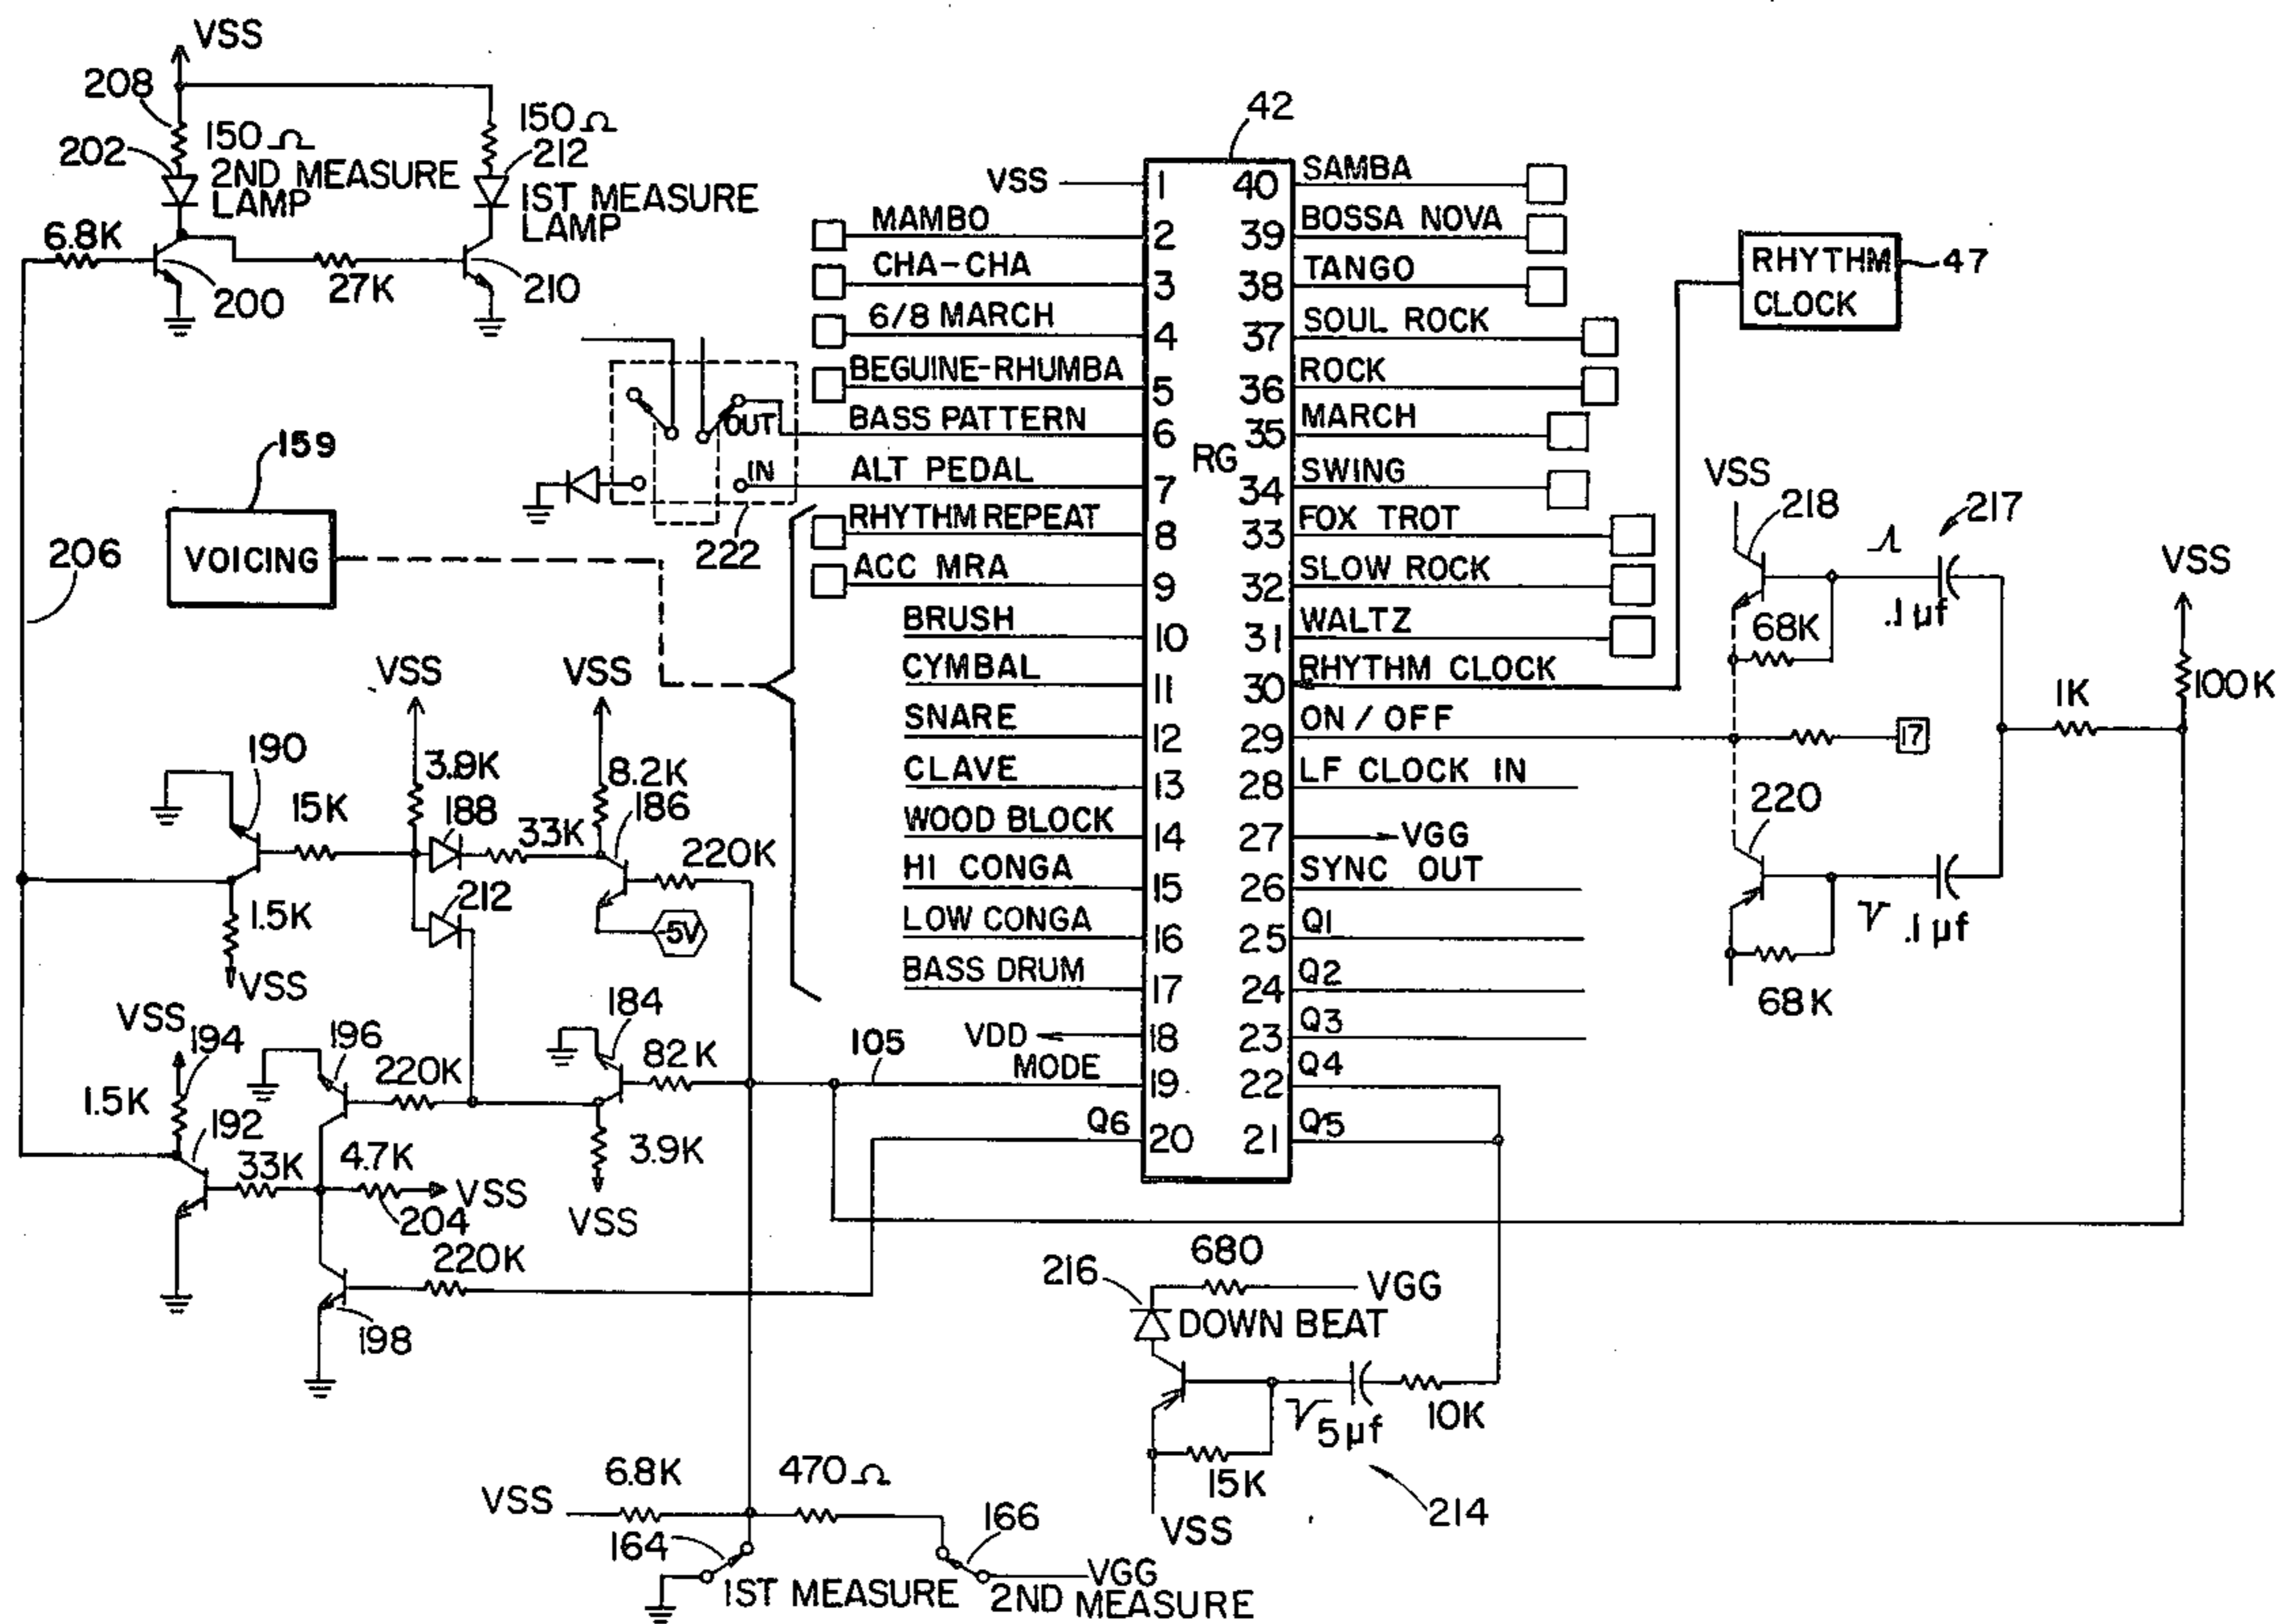 VSS
208
150Ω
202
2ND MEASURE
LAMP
150Ω
212
1ST MEASURE
LAMP
6.8K
200
27K
210
42
VSS
1
MAMBO
2
CHA-CHA
3
6/8 MARCH
4
BEGUINE-RHUMBA
5
BASS PATTERN
6
OUT
ALT PEDAL
7
IN
RHYTHM REPEAT
8
222
ACC MRA
9
BRUSH
10
CYMBAL
11
SNARE
12
CLAVE
13
WOOD BLOCK
14
HI CONGA
15
LOW CONGA
16
BASS DRUM
17
VDD
18
MODE
105
19
Q6
20
RG
40
SAMBA
39
BOSSA NOVA
38
TANGO
37
SOUL ROCK
36
ROCK
35
MARCH
34
SWING
33
FOX TROT
32
SLOW ROCK
31
WALTZ
30
RHYTHM CLOCK
29
ON / OFF
17
28
LF CLOCK IN
27
VGG
26
SYNC OUT
25
Q1
24
Q2
23
Q3
22
Q4
21
Q5
RHYTHM
CLOCK
47
VSS
218
217
68K
.1 µf
VSS
1K
100K
220
.1 µf
68K
159
VOICING
206
VSS
VSS
190
15K
3.9K
188
33K
8.2K
186
220K
212
1.5K
VSS
-5V
VSS
194
196
220K
184
82K
1.5K
192
33K
4.7K
VSS
204
3.9K
VSS
220K
198
680
216
VGG
DOWN BEAT
5 µf
10K
15K
VSS
214
VSS
6.8K
470Ω
164
166
1ST MEASURE
VGG
2ND MEASURE